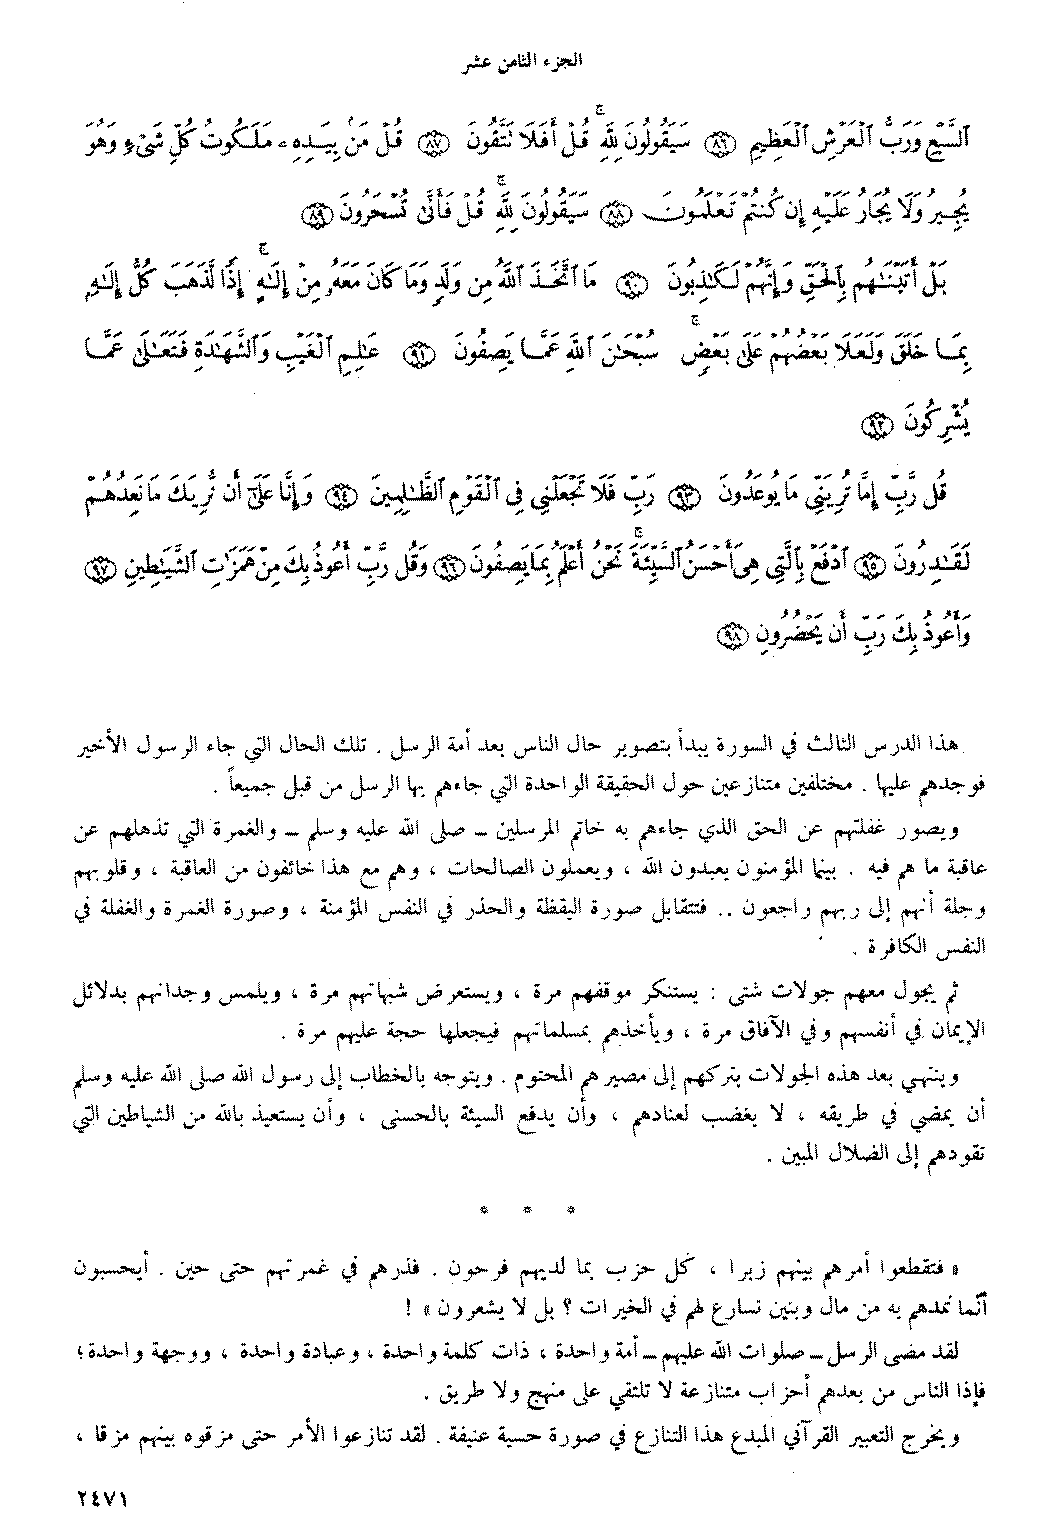 الجزء الثامن عشر
ٱلسَّبْعِ وَرَبُّ ٱلْعَرْشِ ٱلْعَظِيمِ ﴿٨٦﴾ سَيَقُولُونَ لِلَّهِ ۚ قُلْ أَفَلَا تَتَّقُونَ ﴿٨٧﴾ قُلْ مَنۢ بِيَدِهِۦ مَلَكُوتُ كُلِّ شَىْءٍ وَهُوَ
يُجِيرُ وَلَا يُجَارُ عَلَيْهِ إِن كُنتُمْ تَعْلَمُونَ ﴿٨٨﴾ سَيَقُولُونَ لِلَّهِ ۚ قُلْ فَأَنَّىٰ تُسْحَرُونَ ﴿٨٩﴾
بَلْ أَتَيْنَـٰهُم بِٱلْحَقِّ وَإِنَّهُمْ لَكَـٰذِبُونَ ﴿٩٠﴾ مَا ٱتَّخَذَ ٱللَّهُ مِن وَلَدٍ وَمَا كَانَ مَعَهُۥ مِنْ إِلَـٰهٍ ۚ إِذًا لَّذَهَبَ كُلُّ إِلَـٰهٍۭ
بِمَا خَلَقَ وَلَعَلَا بَعْضُهُمْ عَلَىٰ بَعْضٍ ۚ سُبْحَـٰنَ ٱللَّهِ عَمَّا يَصِفُونَ ﴿٩١﴾ عَـٰلِمِ ٱلْغَيْبِ وَٱلشَّهَـٰدَةِ فَتَعَـٰلَىٰ عَمَّا
يُشْرِكُونَ ﴿٩٢﴾
قُل رَّبِّ إِمَّا تُرِيَنِّى مَا يُوعَدُونَ ﴿٩٣﴾ رَبِّ فَلَا تَجْعَلْنِى فِى ٱلْقَوْمِ ٱلظَّـٰلِمِينَ ﴿٩٤﴾ وَإِنَّا عَلَىٰٓ أَن نُّرِيَكَ مَا نَعِدُهُمْ
لَقَـٰدِرُونَ ﴿٩٥﴾ ٱدْفَعْ بِٱلَّتِى هِىَ أَحْسَنُ ٱلسَّيِّئَةَ ۚ نَحْنُ أَعْلَمُ بِمَا يَصِفُونَ ﴿٩٦﴾ وَقُل رَّبِّ أَعُوذُ بِكَ مِنْ هَمَزَٰتِ ٱلشَّيَـٰطِينِ ﴿٩٧﴾
وَأَعُوذُ بِكَ رَبِّ أَن يَحْضُرُونِ ﴿٩٨﴾
هذا الدرس الثالث في السورة يبدأ بتصوير حال الناس بعد أمة الرسل . تلك الحال التي جاء الرسول الأخير
فوجدهم عليها . مختلفين متنازعين حول الحقيقة الواحدة التي جاءهم بها الرسل من قبل جميعاً .
ويصور غفلتهم عن الحق الذي جاءهم به خاتم المرسلين – صلى الله عليه وسلم – والغمرة التي تذهلهم عن
عاقبة ما هم فيه . بينما المؤمنون يعبدون الله ، ويعملون الصالحات ، وهم مع هذا خائفون من العاقبة ، وقلوبهم
وجلة أنهم إلى ربهم راجعون .. فتتقابل صورة اليقظة والحذر في النفس المؤمنة ، وصورة الغمرة والغفلة في
النفس الكافرة .
ثم يجول معهم جولات شتى : يستنكر موقفهم مرة ، ويستعرض شبهاتهم مرة ، ويلمس وجدانهم بدلائل
الإيمان في أنفسهم وفي الآفاق مرة ، ويأخذهم بمسلماتهم فيجعلها حجة عليهم مرة .
وينتهي بعد هذه الجولات بتركهم إلى مصيرهم المحتوم . ويتوجه بالخطاب إلى رسول الله صلى الله عليه وسلم
أن يمضي في طريقه ، لا يغضب لعنادهم ، وأن يدفع السيئة بالحسنى ، وأن يستعيذ بالله من الشياطين التي
تقودهم إلى الضلال المبين .
* * *
« فتقطعوا أمرهم بينهم زبرا ، كل حزب بما لديهم فرحون . فذرهم في غمرتهم حتى حين . أيحسبون
أنّما نمدهم به من مال وبنين نسارع لهم في الخيرات ؟ بل لا يشعرون » !
لقد مضى الرسل – صلوات الله عليهم – أمة واحدة ، ذات كلمة واحدة ، وعبادة واحدة ، ووجهة واحدة ؛
فإذا الناس من بعدهم أحزاب متنازعة لا تلتقي على منهج ولا طريق .
ويخرج التعبير القرآني المبدع هذا التنازع في صورة حسية عنيفة . لقد تنازعوا الأمر حتى مزقوه بينهم مزقا ،
٢٤٧١